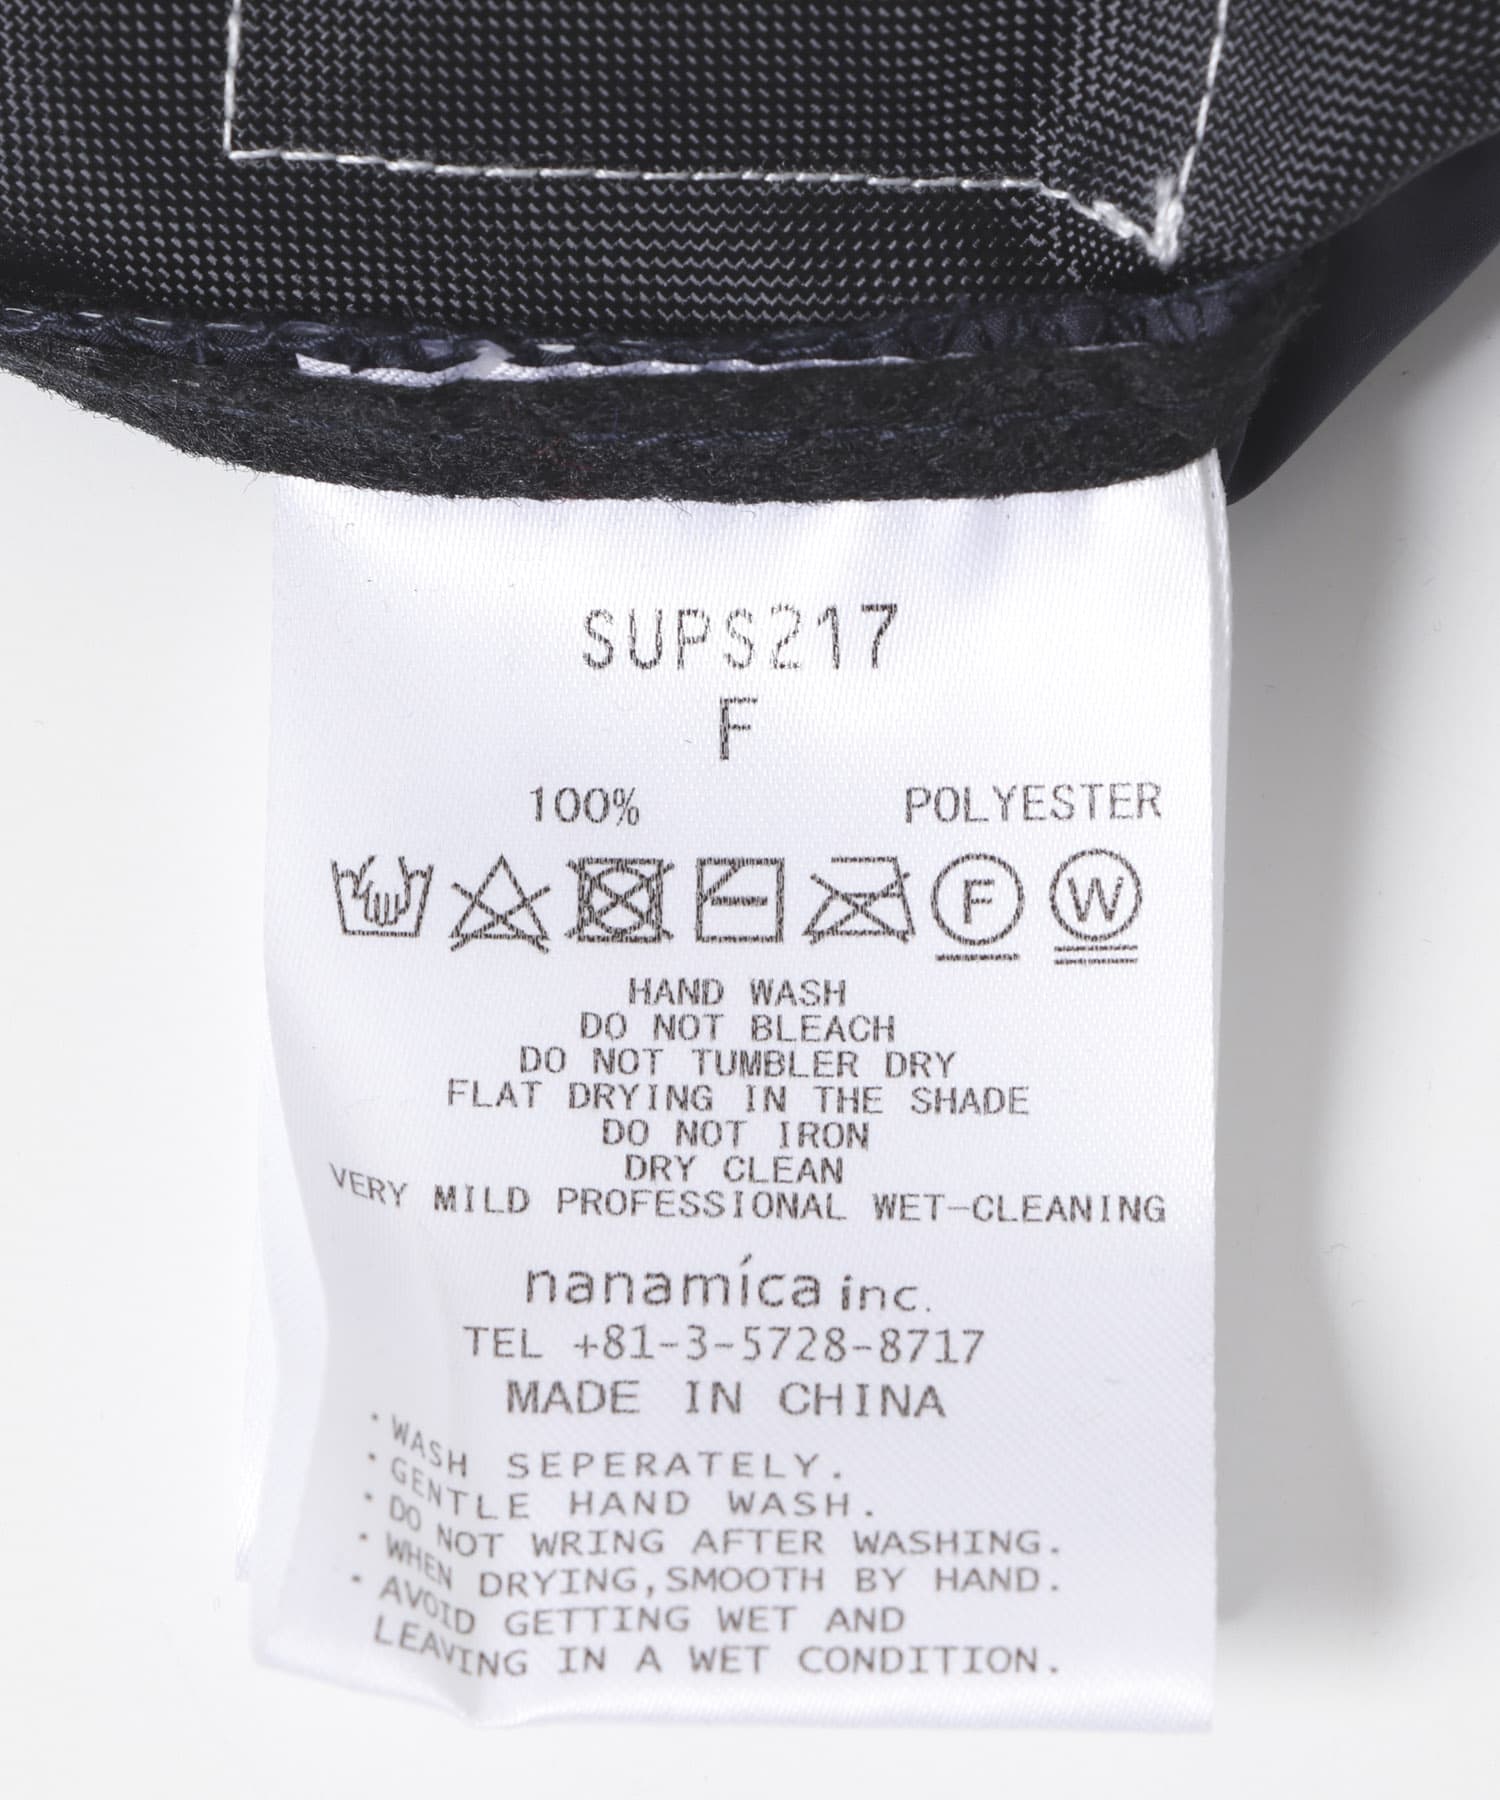 SUPS217
F
100% POLYESTER
F W
HAND WASH
DO NOT BLEACH
DO NOT TUMBLER DRY
FLAT DRYING IN THE SHADE
DO NOT IRON
DRY CLEAN
VERY MILD PROFESSIONAL WET-CLEANING
nanamíca inc.
TEL +81-3-5728-8717
MADE IN CHINA
・WASH SEPERATELY.
・GENTLE HAND WASH.
・DO NOT WRING AFTER WASHING.
・WHEN DRYING,SMOOTH BY HAND.
・AVOID GETTING WET AND
LEAVING IN A WET CONDITION.